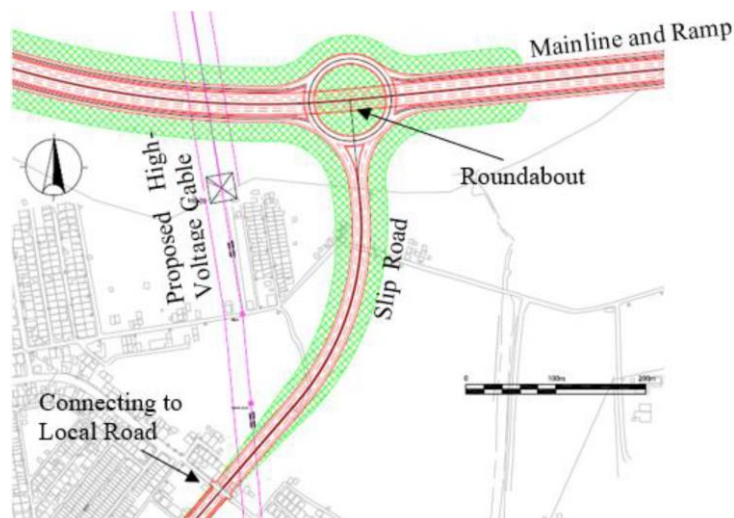 Mainline and Ramp
Roundabout
Proposed High-
Voltage Cable
Slip Road
0 100m 200m
Connecting to
Local Road